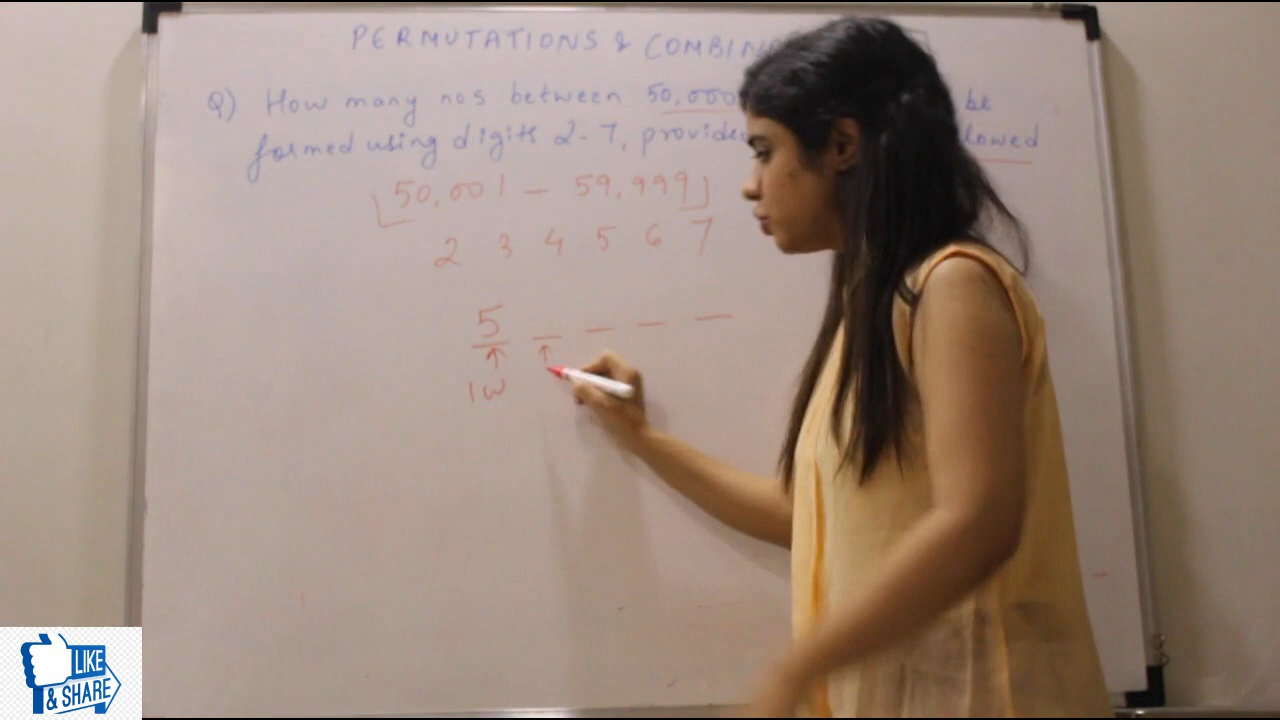 PERMUTATIONS & COMBIN
Q) How many nos between 50,000 be
formed using digits 2-7, provide lowed
50,001 – 59,999
2 3 4 5 6 7
5 _ _ _ _
↑ ↑
1W
LIKE
& SHARE